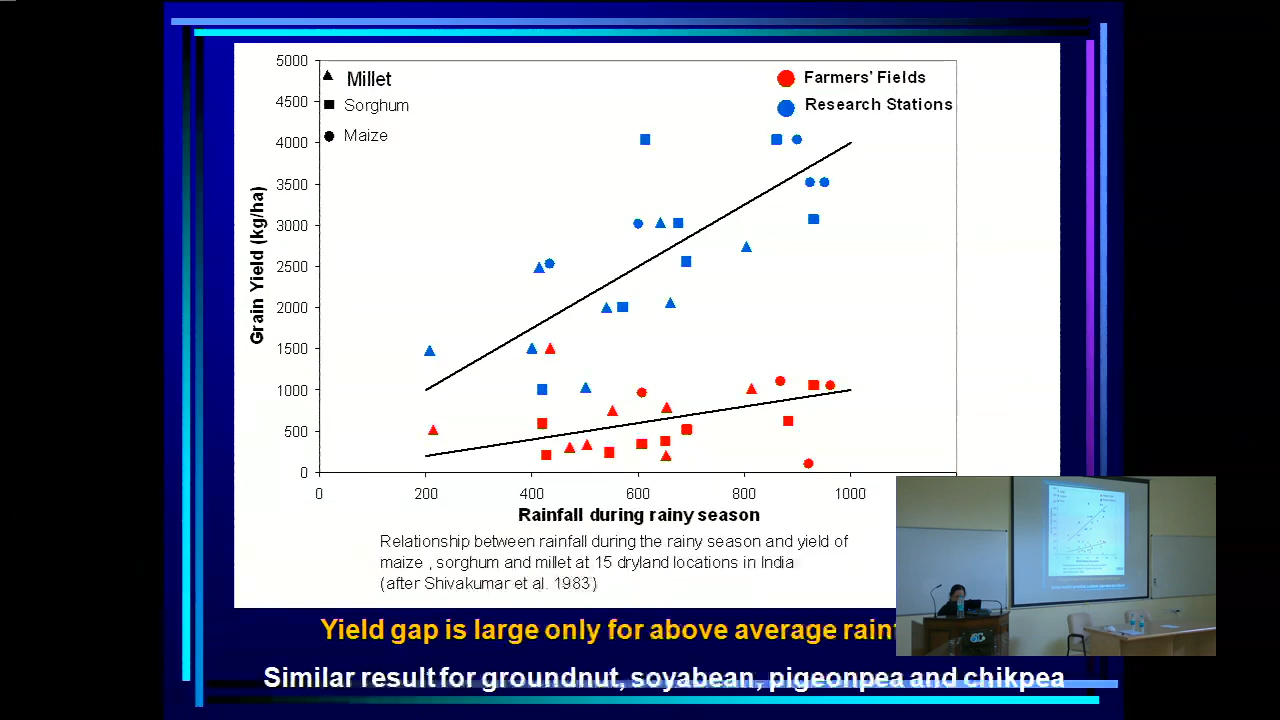 5000
4500
4000
3500
3000
2500
2000
1500
1000
500
0
Grain Yield (kg/ha)
Millet
Sorghum
Maize
Farmers' Fields
Research Stations
0 200 400 600 800 1000
Rainfall during rainy season
Relationship between rainfall during the rainy season and yield of
maize , sorghum and millet at 15 dryland locations in India
(after Shivakumar et al. 1983)
Yield gap is large only for above average
Similar result for groundnut, soyabean, pigeonpea and chikpea